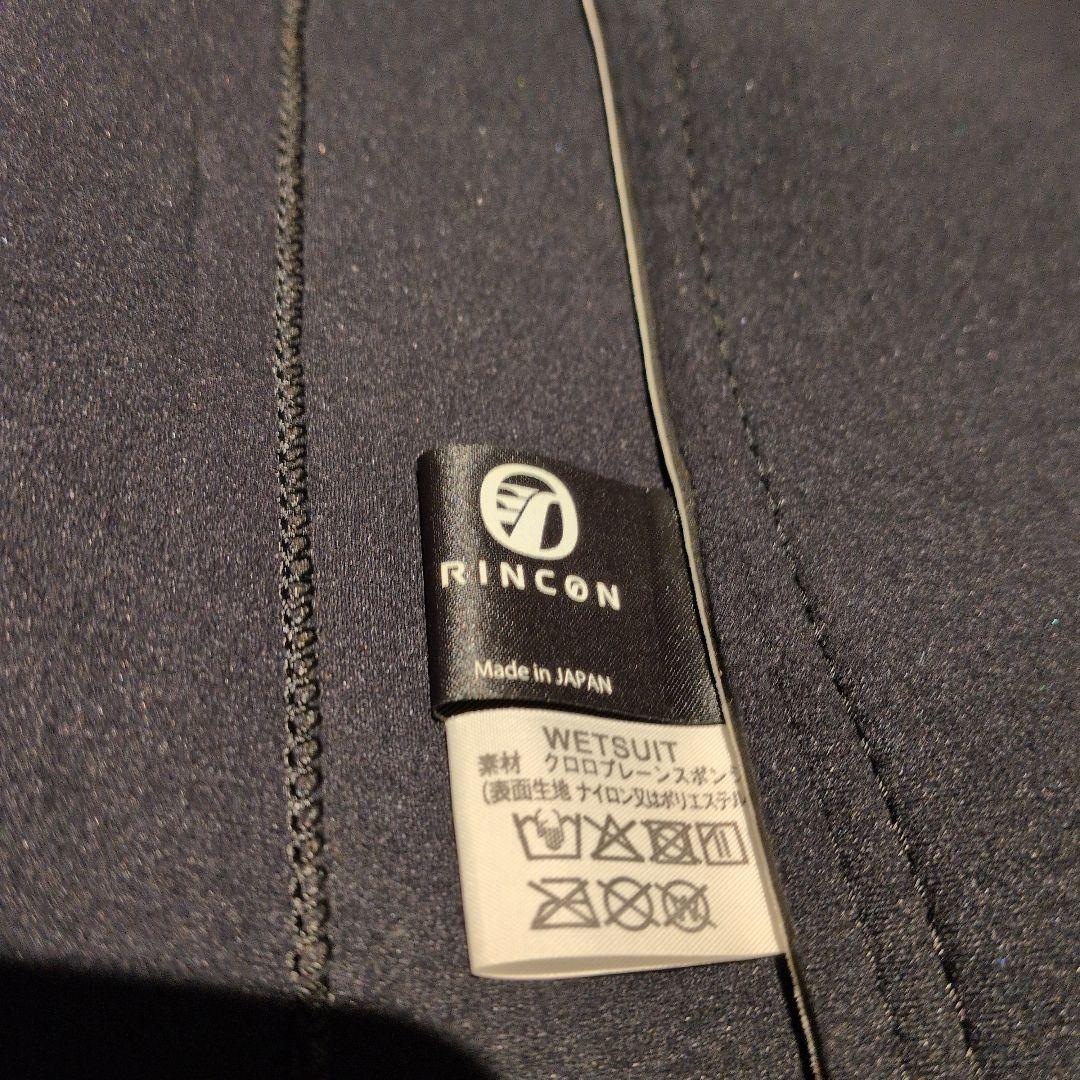 RINCON
Made in JAPAN
WETSUIT
素材 クロロプレーンスポン
(表面生地 ナイロン又はポリエステル